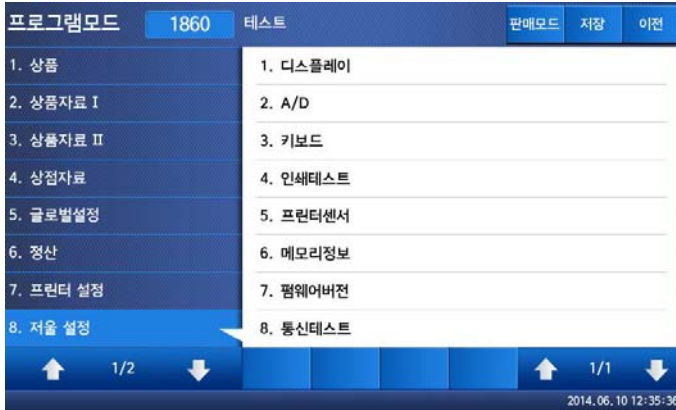 프로그램모드 1860 테스트 판매모드 저장 이전
1. 상품
2. 상품자료 I
3. 상품자료 II
4. 상점자료
5. 글로벌설정
6. 정산
7. 프린터 설정
8. 저울 설정
1/2
1. 디스플레이
2. A/D
3. 키보드
4. 인쇄테스트
5. 프린터센서
6. 메모리정보
7. 펌웨어버전
8. 통신테스트
1/1
2014.06.10 12:35:36